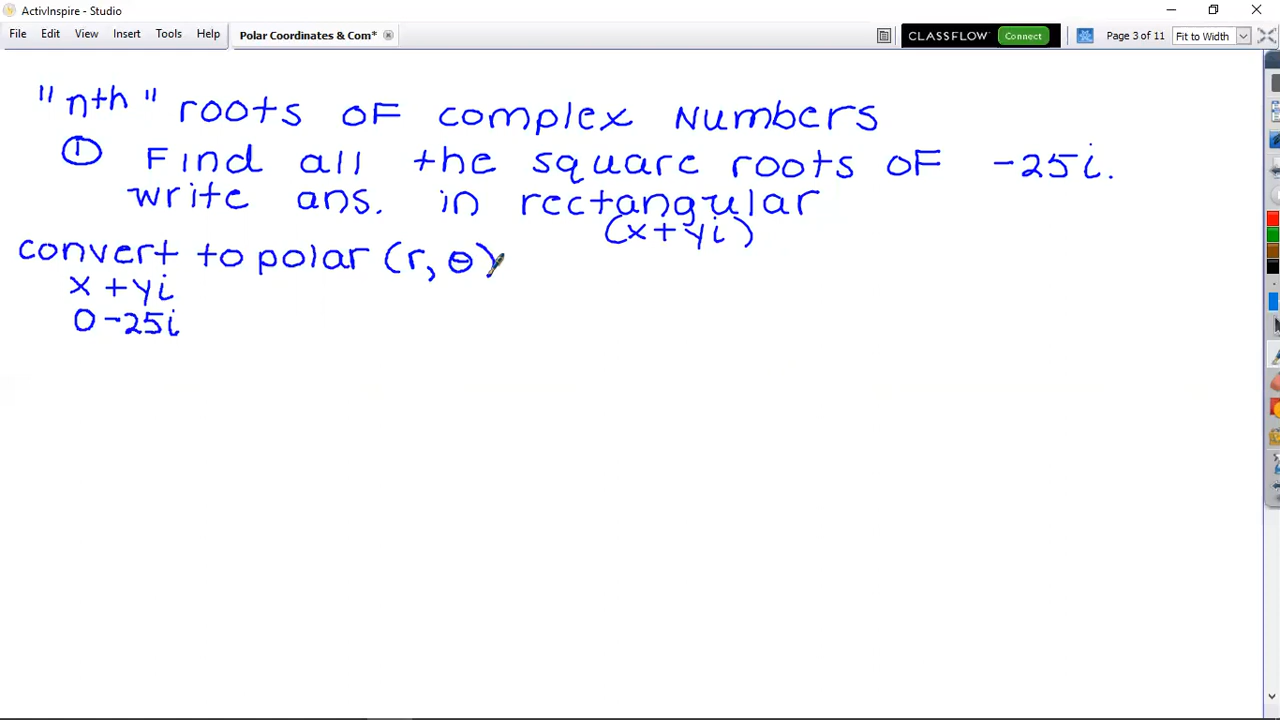 ActivInspire - Studio
File Edit View Insert Tools Help Polar Coordinates & Com* CLASSFLOW Connect Page 3 of 11 Fit to Width
"nth" roots of complex Numbers
① Find all the square roots of -25i.
write ans. in rectangular
(x+yi)
convert to polar (r, θ)
x + yi
0 -25i